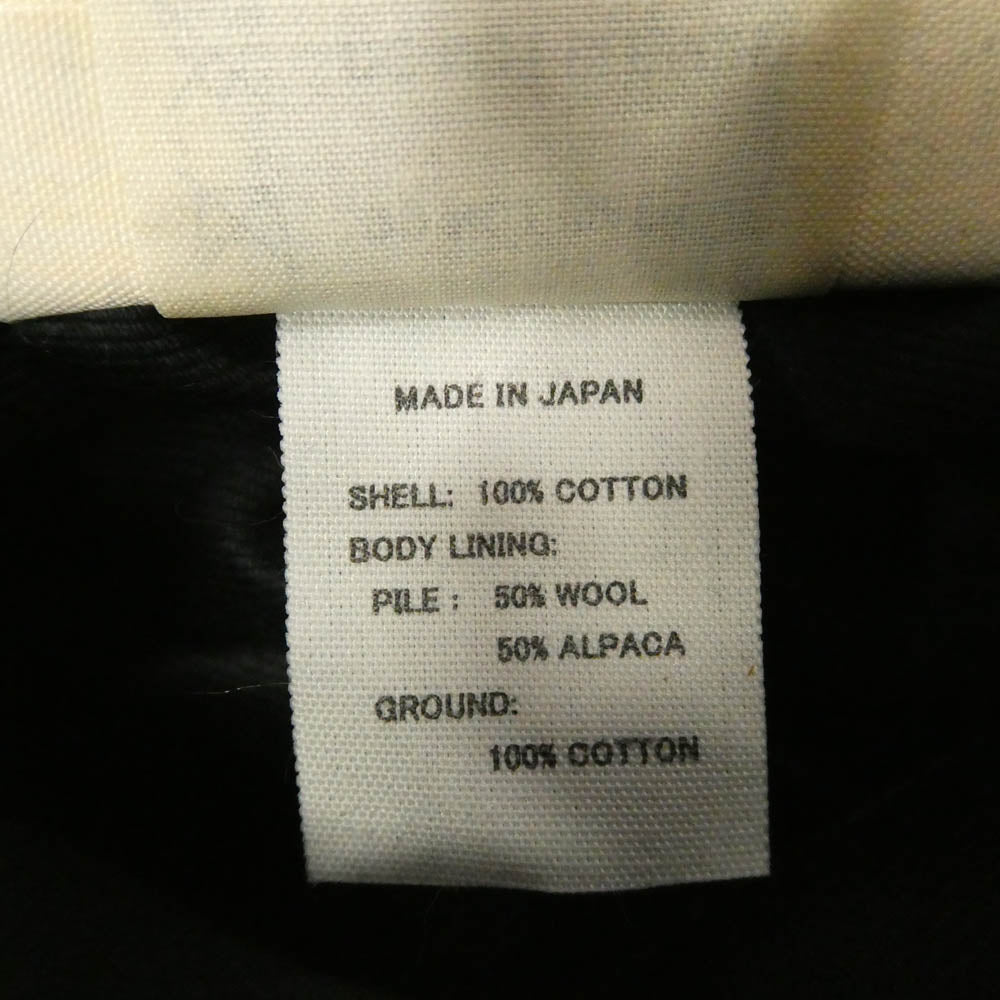 MADE IN JAPAN
SHELL: 100% COTTON
BODY LINING:
PILE : 50% WOOL
50% ALPACA
GROUND:
100% COTTON